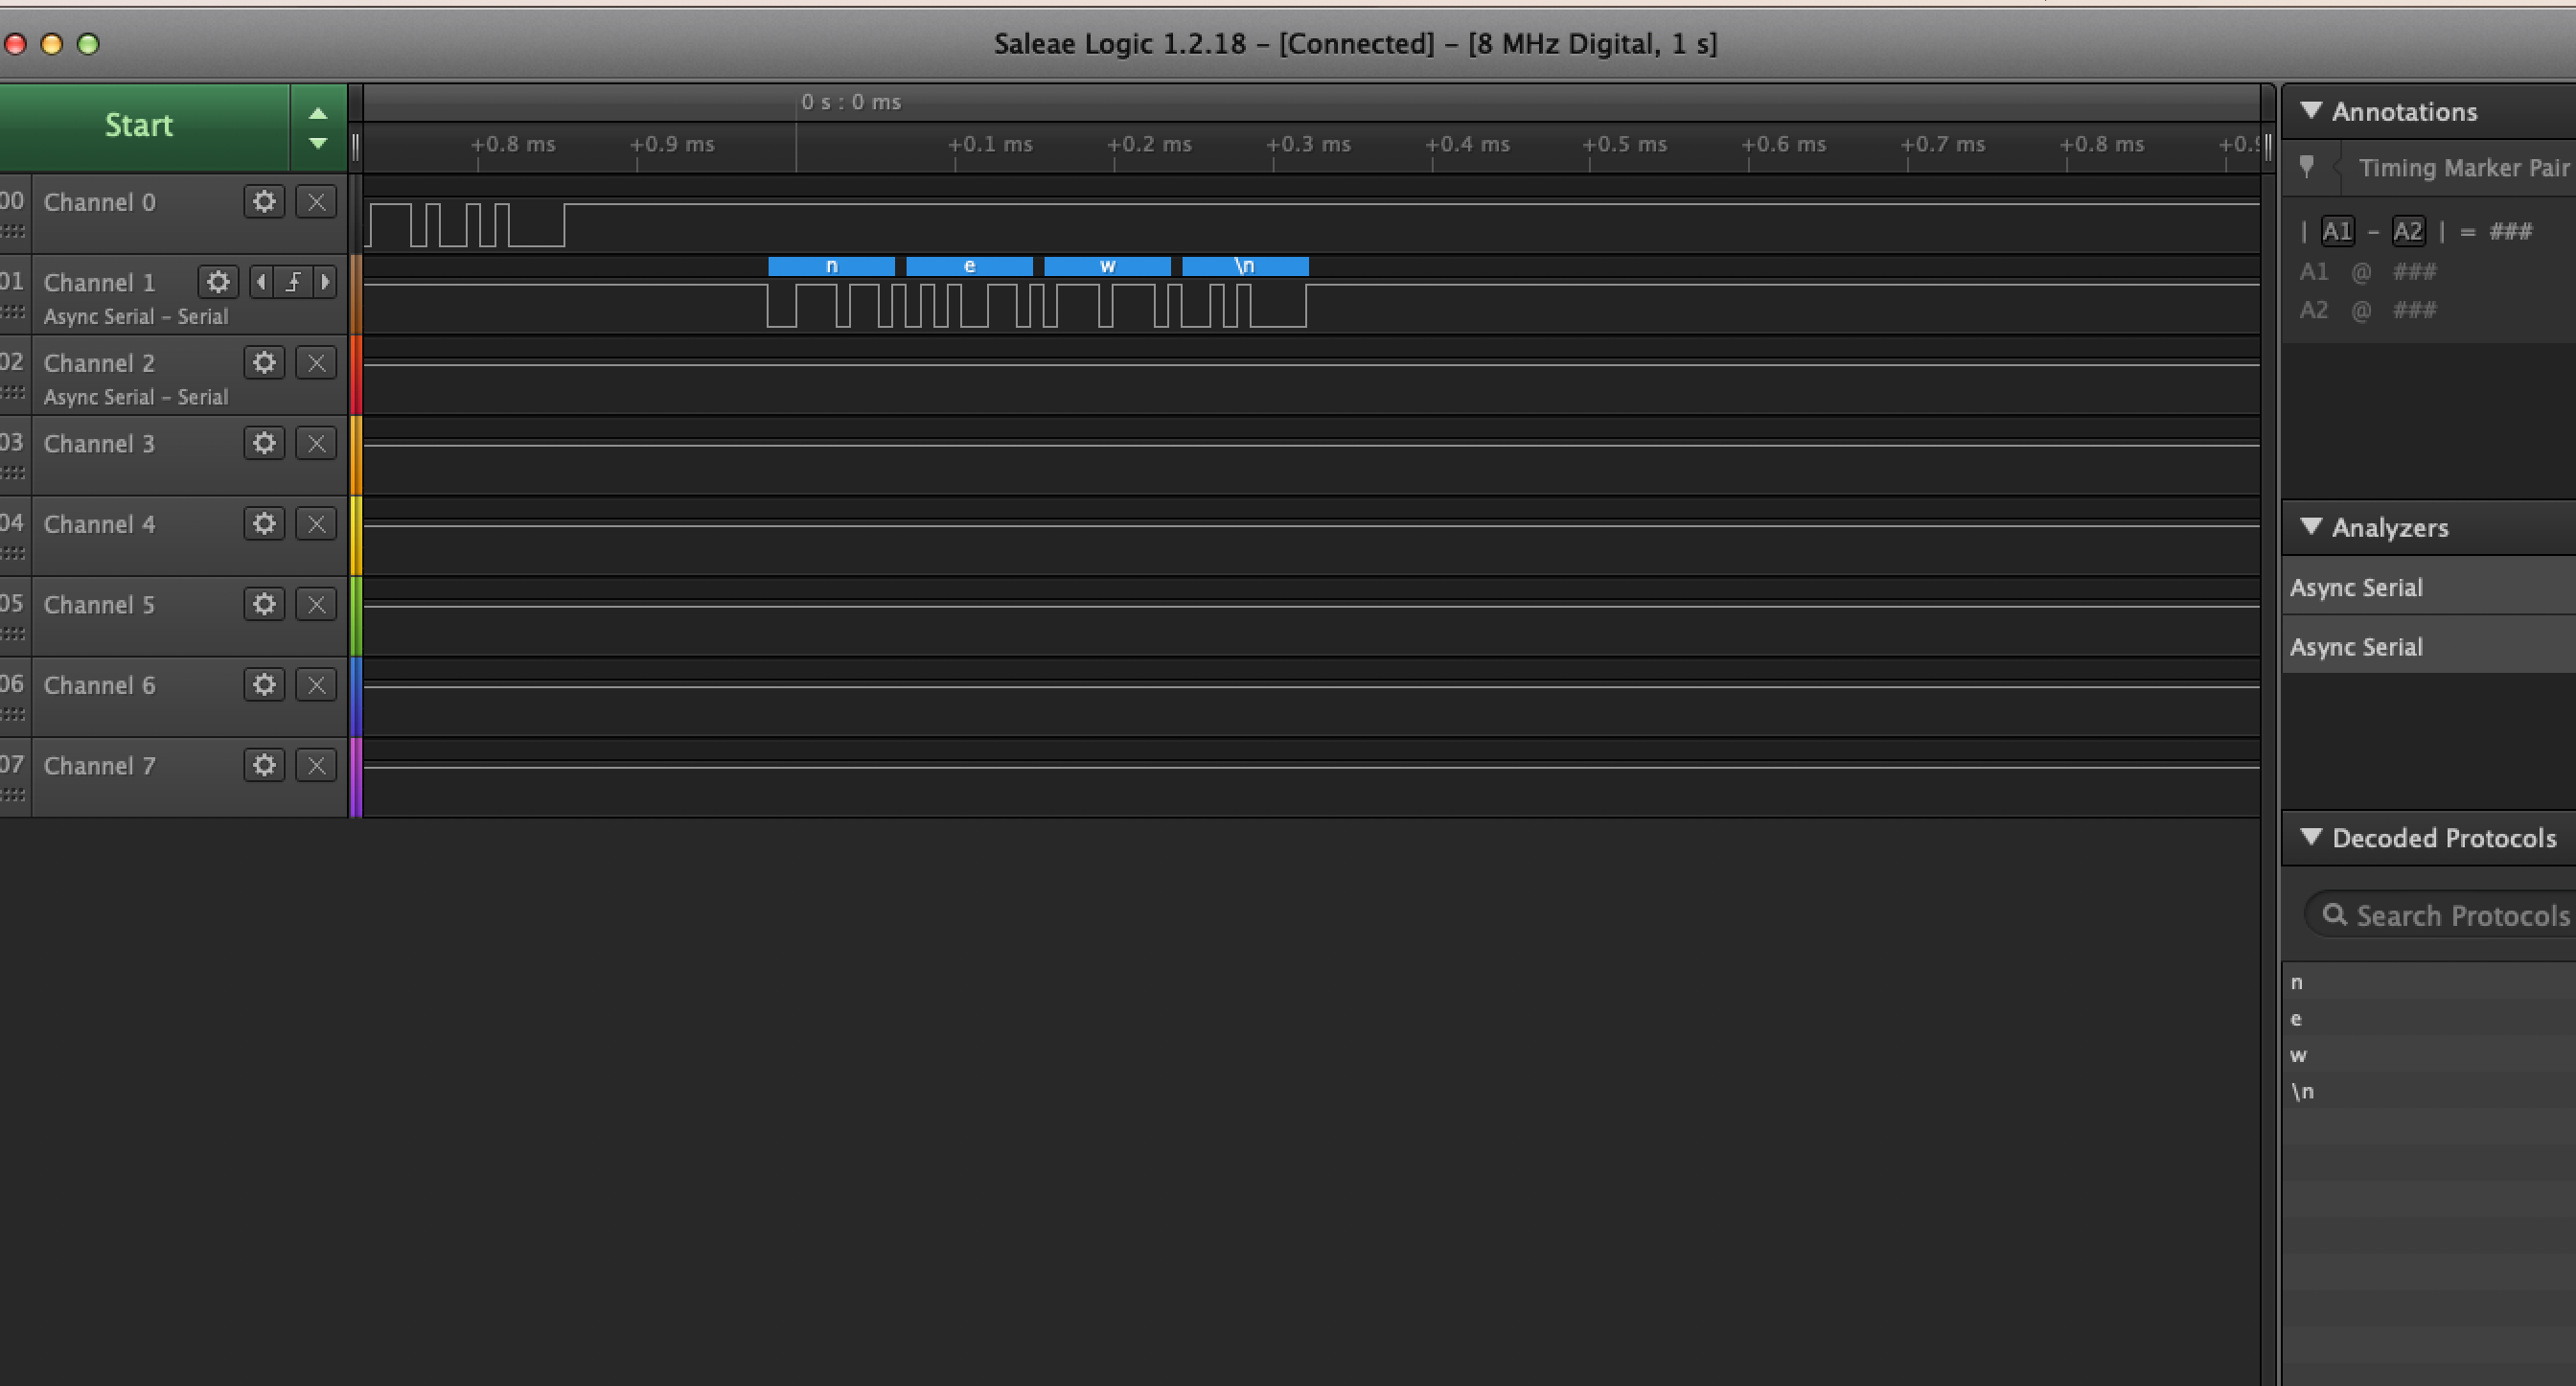 Saleae Logic 1.2.18 – [Connected] – [8 MHz Digital, 1 s]
Start
0 s : 0 ms
+0.8 ms +0.9 ms +0.1 ms +0.2 ms +0.3 ms +0.4 ms +0.5 ms +0.6 ms +0.7 ms +0.8 ms
00 Channel 0
01 Channel 1
Async Serial – Serial
n e w \n
02 Channel 2
Async Serial – Serial
03 Channel 3
04 Channel 4
05 Channel 5
06 Channel 6
07 Channel 7
Annotations
Timing Marker Pair
| A1 – A2 | = ###
A1 @ ###
A2 @ ###
Analyzers
Async Serial
Async Serial
Decoded Protocols
Search Protocols
n
e
w
\n